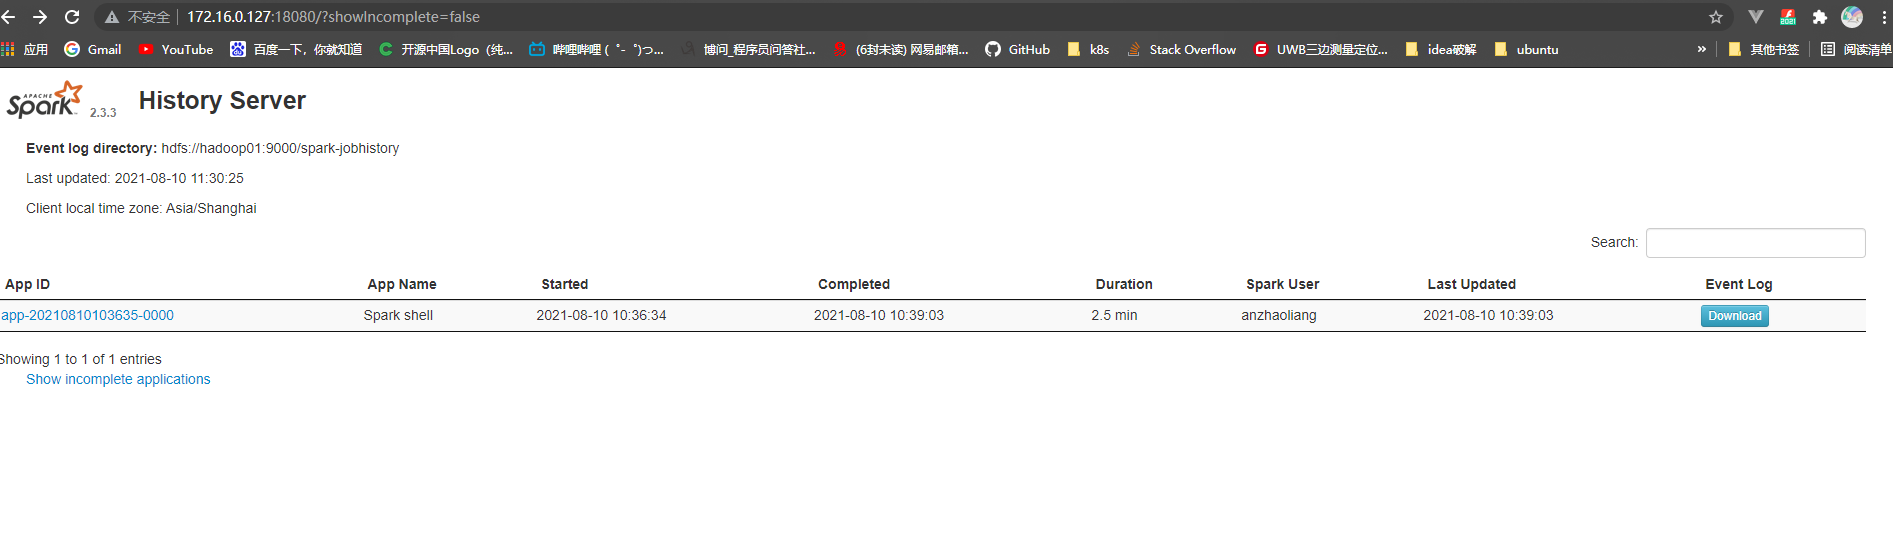 不安全 172.16.0.127:18080/?showIncomplete=false
应用 Gmail YouTube 百度一下，你就知道 开源中国Logo（纯... 哔哩哔哩 (゜-゜)つ... 博问_程序员问答社... (6封未读) 网易邮箱... GitHub k8s Stack Overflow UWB三边测量定位... idea破解 ubuntu » 其他书签 阅读清单
APACHE Spark 2.3.3 History Server
Event log directory: hdfs://hadoop01:9000/spark-jobhistory
Last updated: 2021-08-10 11:30:25
Client local time zone: Asia/Shanghai
Search:
App ID App Name Started Completed Duration Spark User Last Updated Event Log
app-20210810103635-0000 Spark shell 2021-08-10 10:36:34 2021-08-10 10:39:03 2.5 min anzhaoliang 2021-08-10 10:39:03 Download
Showing 1 to 1 of 1 entries
Show incomplete applications